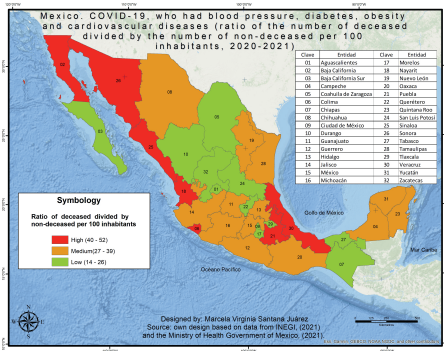 Mexico. COVID-19, who had blood pressure, diabetes, obesity
and cardiovascular diseases (ratio of the number of deceased
divided by the number of non-deceased per 100
inhabitants, 2020-2021)
Clave Entidad Clave Entidad
01 Aguascalientes 17 Morelos
02 Baja California 18 Nayarit
03 Baja California Sur 19 Nuevo León
04 Campeche 20 Oaxaca
05 Coahuila de Zaragoza 21 Puebla
06 Colima 22 Querétero
07 Chiapas 23 Quintana Roo
08 Chihuahua 24 San Luis Potosí
09 Ciudad de México 25 Sinaloa
10 Durango 26 Sonora
11 Guanajuato 27 Tabasco
12 Guerrero 28 Tamaulipas
13 Hidalgo 29 Tlaxcala
14 Jalisco 30 Veracruz
15 México 31 Yucatán
16 Michoacán 32 Zacatecas
Golfo de México
Mar Caribe
Océano Pacífico
Symbology
Ratio of deceased divided by
non-deceased per 100 inhabitants
High (40 - 52)
Medium(27 - 39)
Low (14 - 26)
Designed by: Marcela Virginia Santana Juárez
Source: own design based on data from INEGI, (2021)
and the Ministry of Health Government of Mexico, (2021).